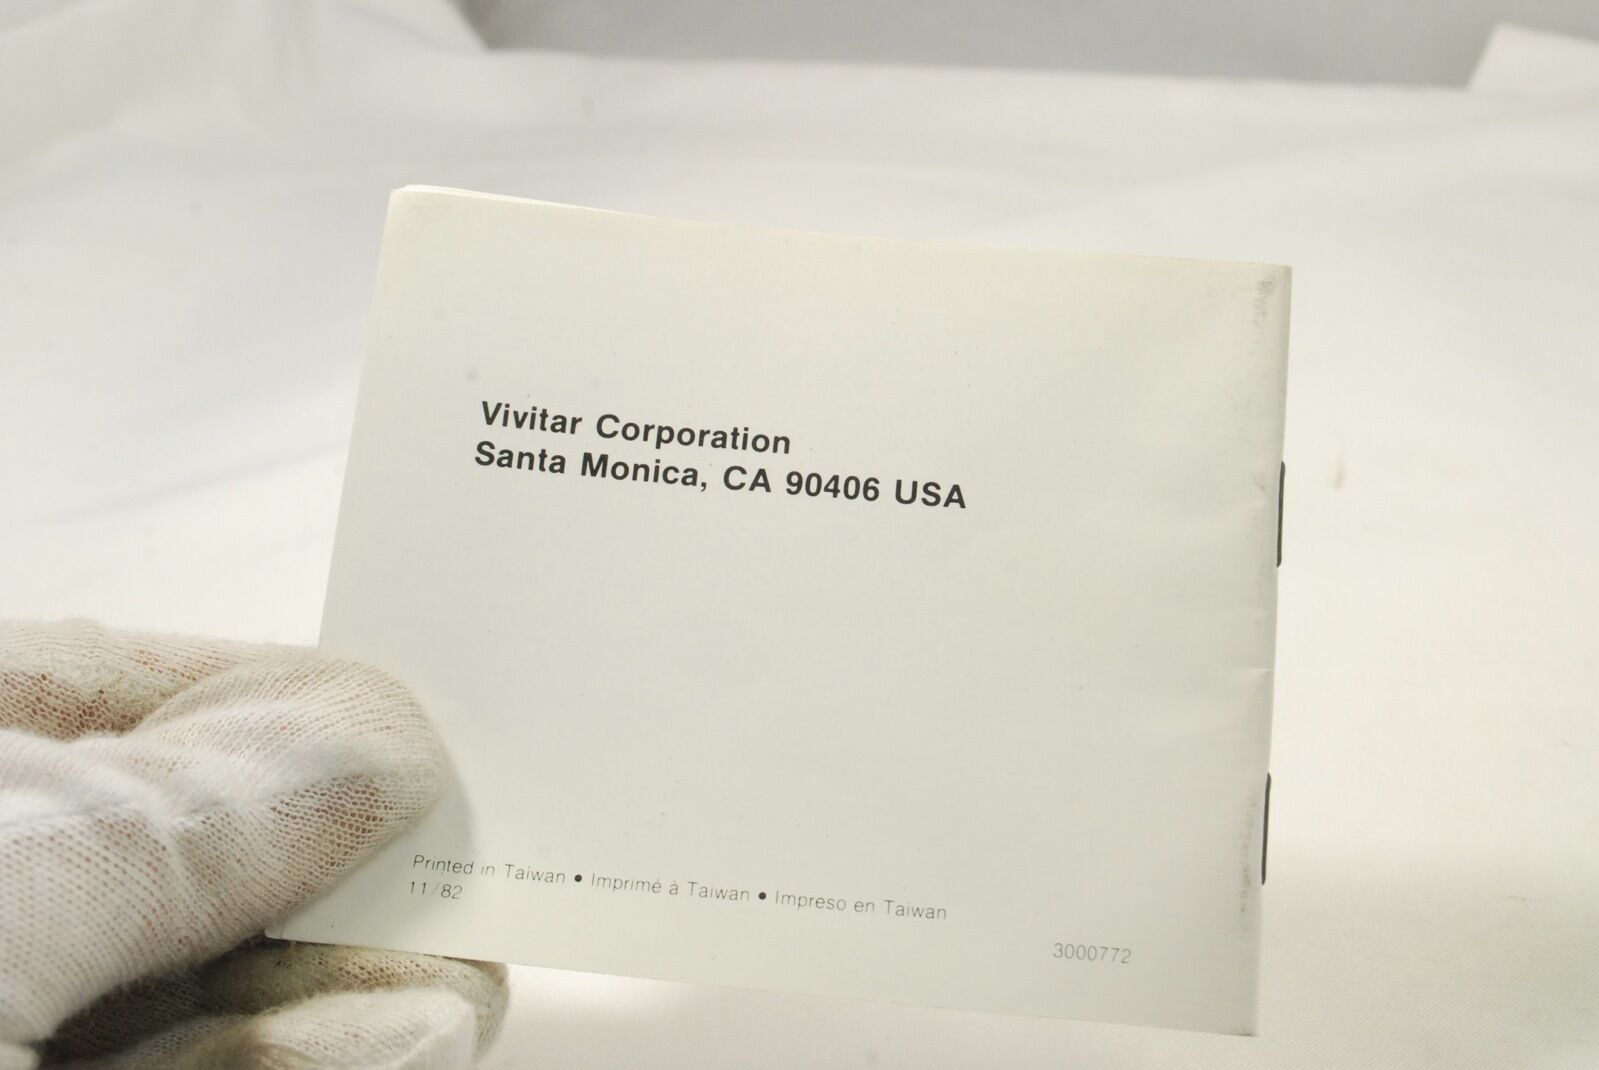 Vivitar Corporation
Santa Monica, CA 90406 USA
Printed in Taiwan • Imprimé à Taiwan • Impreso en Taiwan
11/82
3000772